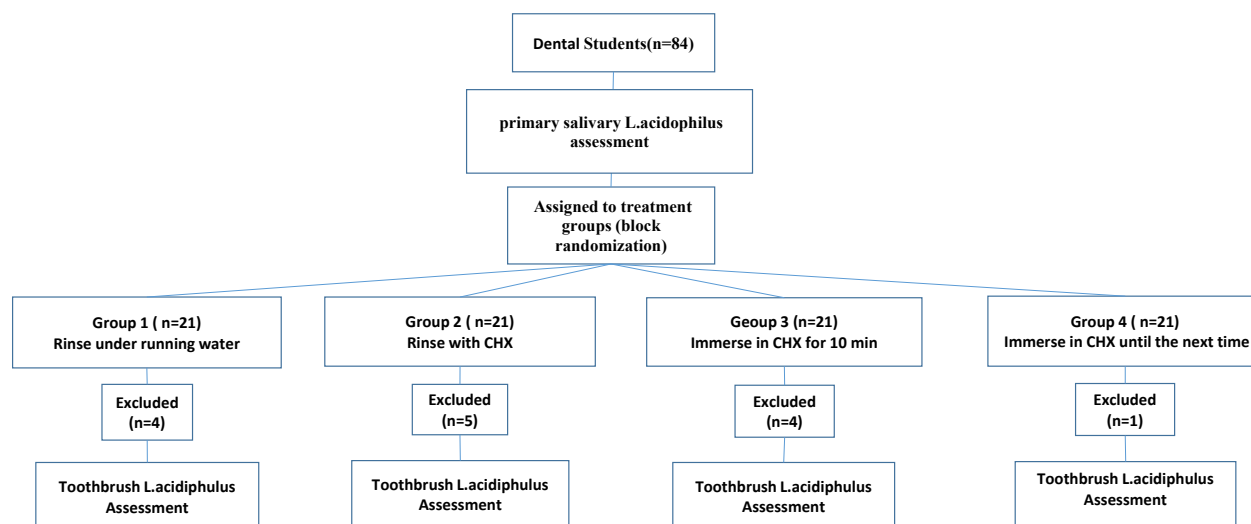 Dental Students(n=84)
primary salivary L.acidophilus
assessment
Assigned to treatment
groups (block
randomization)
Group 1 ( n=21)
Rinse under running water
Group 2 ( n=21)
Rinse with CHX
Geoup 3 (n=21)
Immerse in CHX for 10 min
Group 4 ( n=21)
Immerse in CHX until the next time
Excluded
(n=4)
Excluded
(n=5)
Excluded
(n=4)
Excluded
(n=1)
Toothbrush L.acidiphulus
Assessment
Toothbrush L.acidiphulus
Assessment
Toothbrush L.acidiphulus
Assessment
Toothbrush L.acidiphulus
Assessment